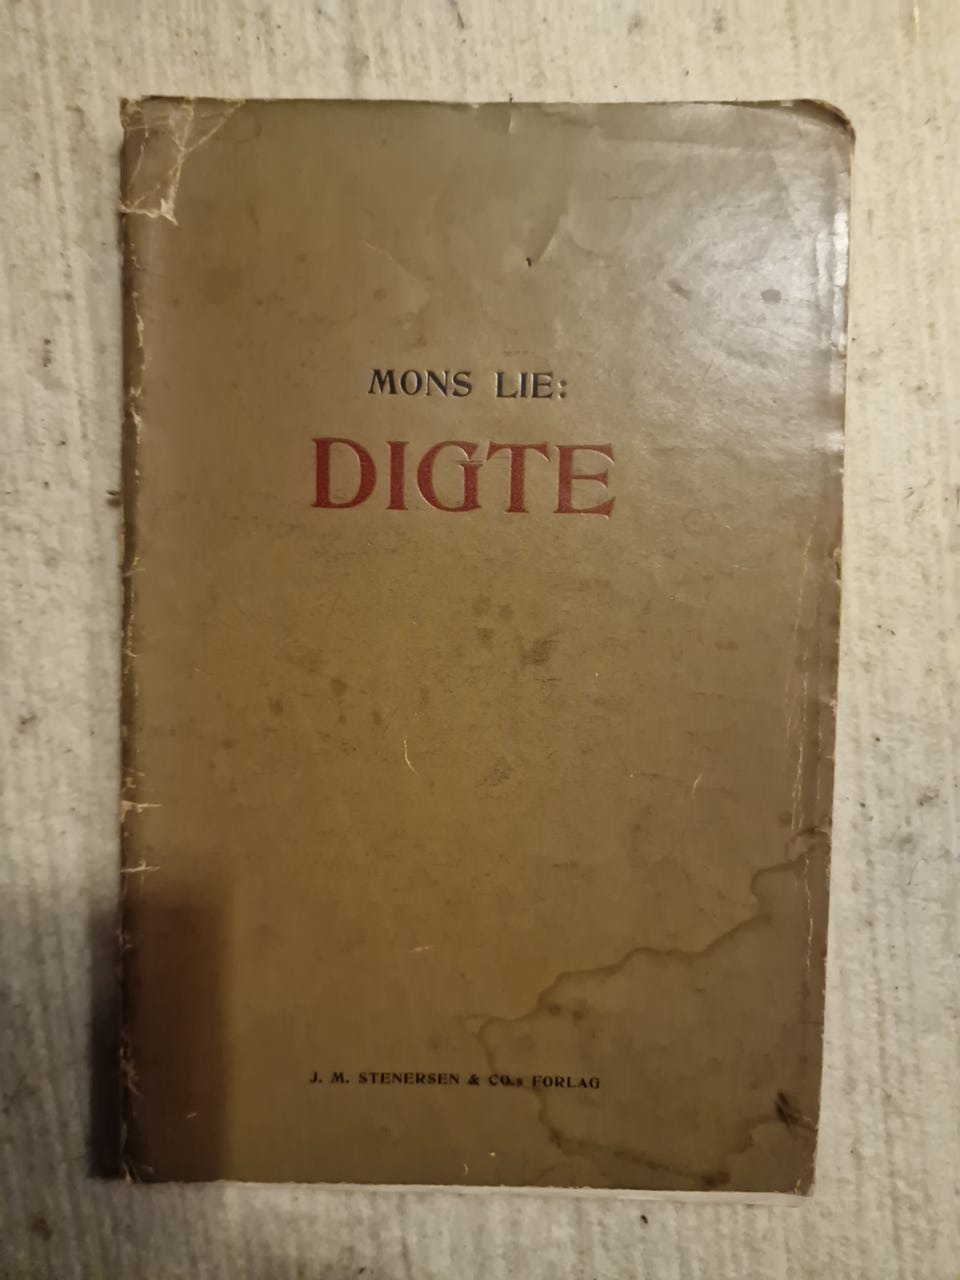 MONS LIE:
DIGTE
J. M. STENERSEN & CO.s FORLAG